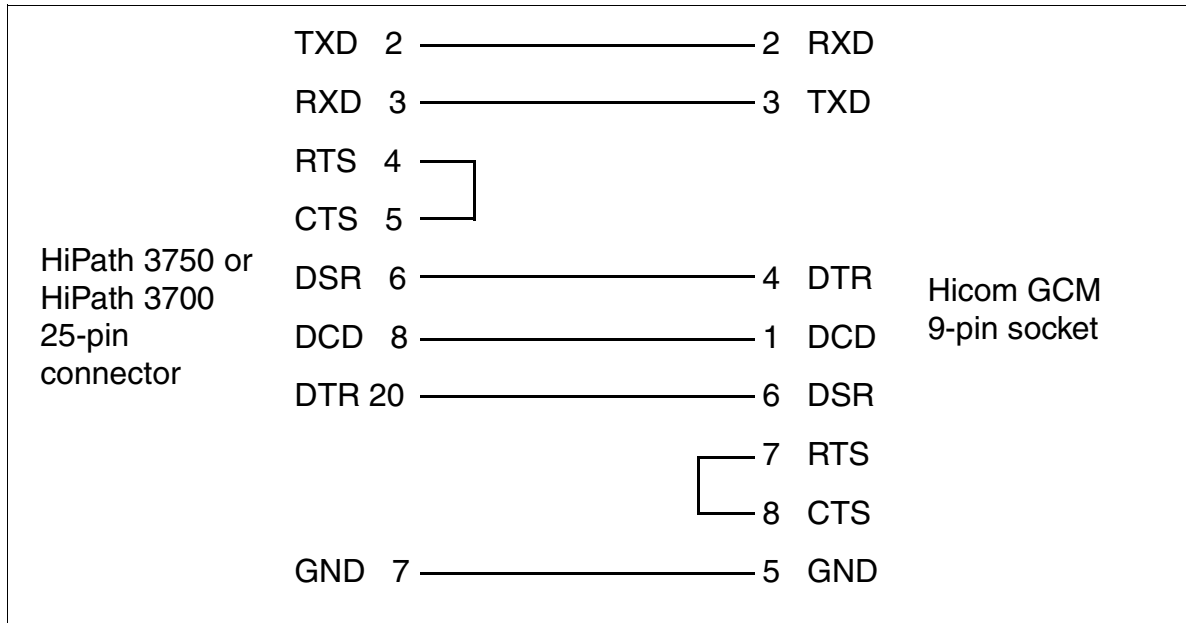 TXD 2 2 RXD
RXD 3 3 TXD
RTS 4
CTS 5
HiPath 3750 or
HiPath 3700
25-pin
connector
DSR 6 4 DTR
DCD 8 1 DCD
DTR 20 6 DSR
Hicom GCM
9-pin socket
7 RTS
8 CTS
GND 7 5 GND